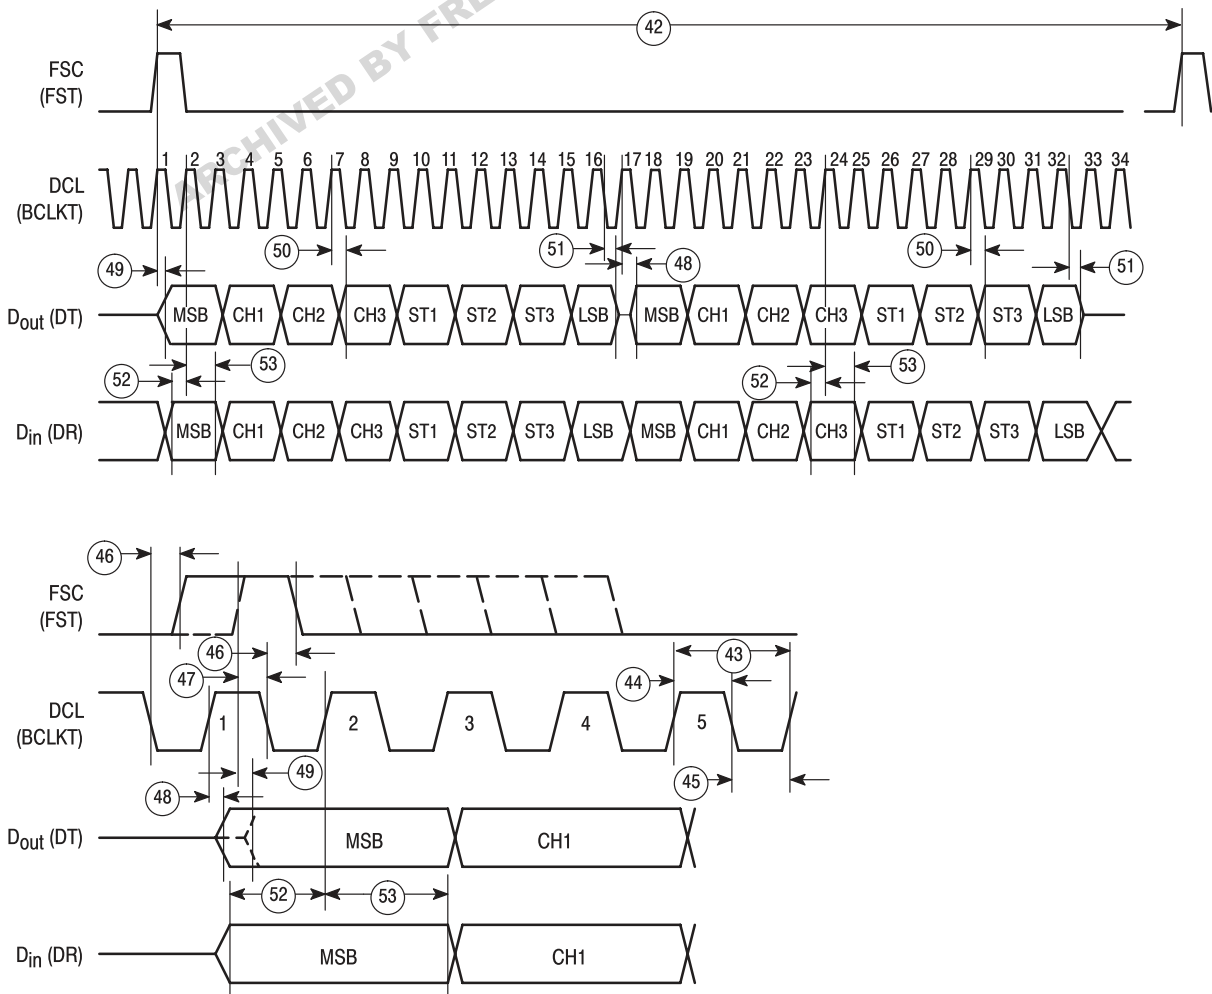 ARCHIVED BY FRE
42
FSC
(FST)
1 2 3 4 5 6 7 8 9 10 11 12 13 14 15 16 17 18 19 20 21 22 23 24 25 26 27 28 29 30 31 32 33 34
DCL
(BCLKT)
49 50 51 48 50 51
Dout (DT) MSB CH1 CH2 CH3 ST1 ST2 ST3 LSB MSB CH1 CH2 CH3 ST1 ST2 ST3 LSB
52 53 52 53
Din (DR) MSB CH1 CH2 CH3 ST1 ST2 ST3 LSB MSB CH1 CH2 CH3 ST1 ST2 ST3 LSB
46
FSC
(FST)
46 43
47 44
DCL
(BCLKT)
1 2 3 4 5
49 45
48
Dout (DT) MSB CH1
52 53
Din (DR) MSB CH1